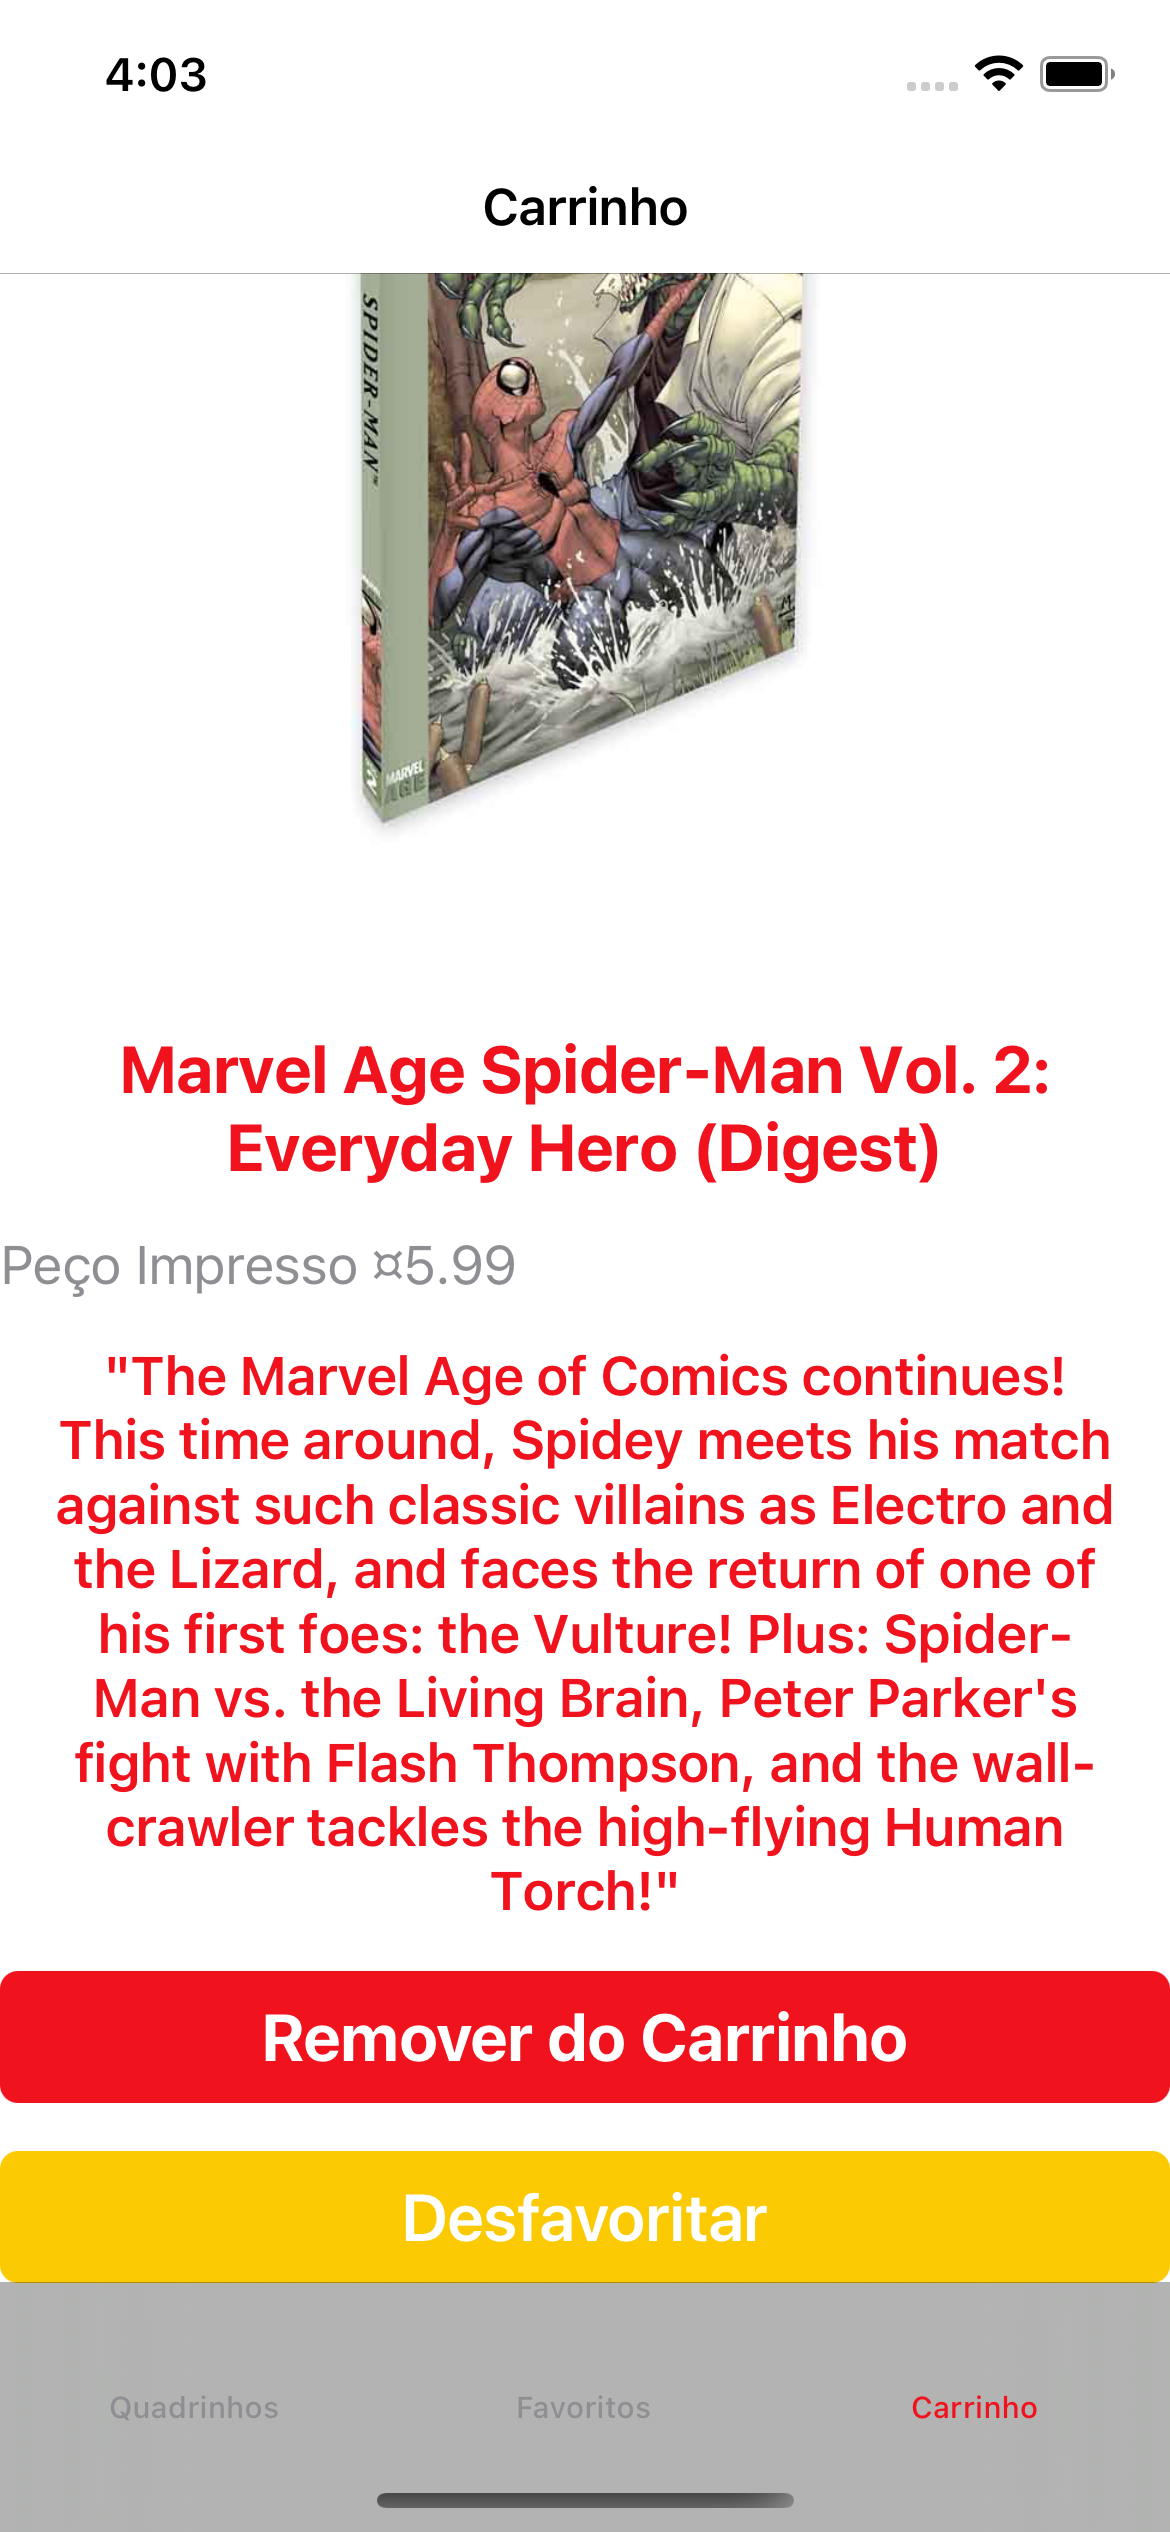 4:03
Carrinho
SPIDER-MAN
MARVEL
AGE
2
Marvel Age Spider-Man Vol. 2:
Everyday Hero (Digest)
Peço Impresso ¤5.99
"The Marvel Age of Comics continues!
This time around, Spidey meets his match
against such classic villains as Electro and
the Lizard, and faces the return of one of
his first foes: the Vulture! Plus: Spider-
Man vs. the Living Brain, Peter Parker's
fight with Flash Thompson, and the wall-
crawler tackles the high-flying Human
Torch!"
Remover do Carrinho
Desfavoritar
Quadrinhos
Favoritos
Carrinho